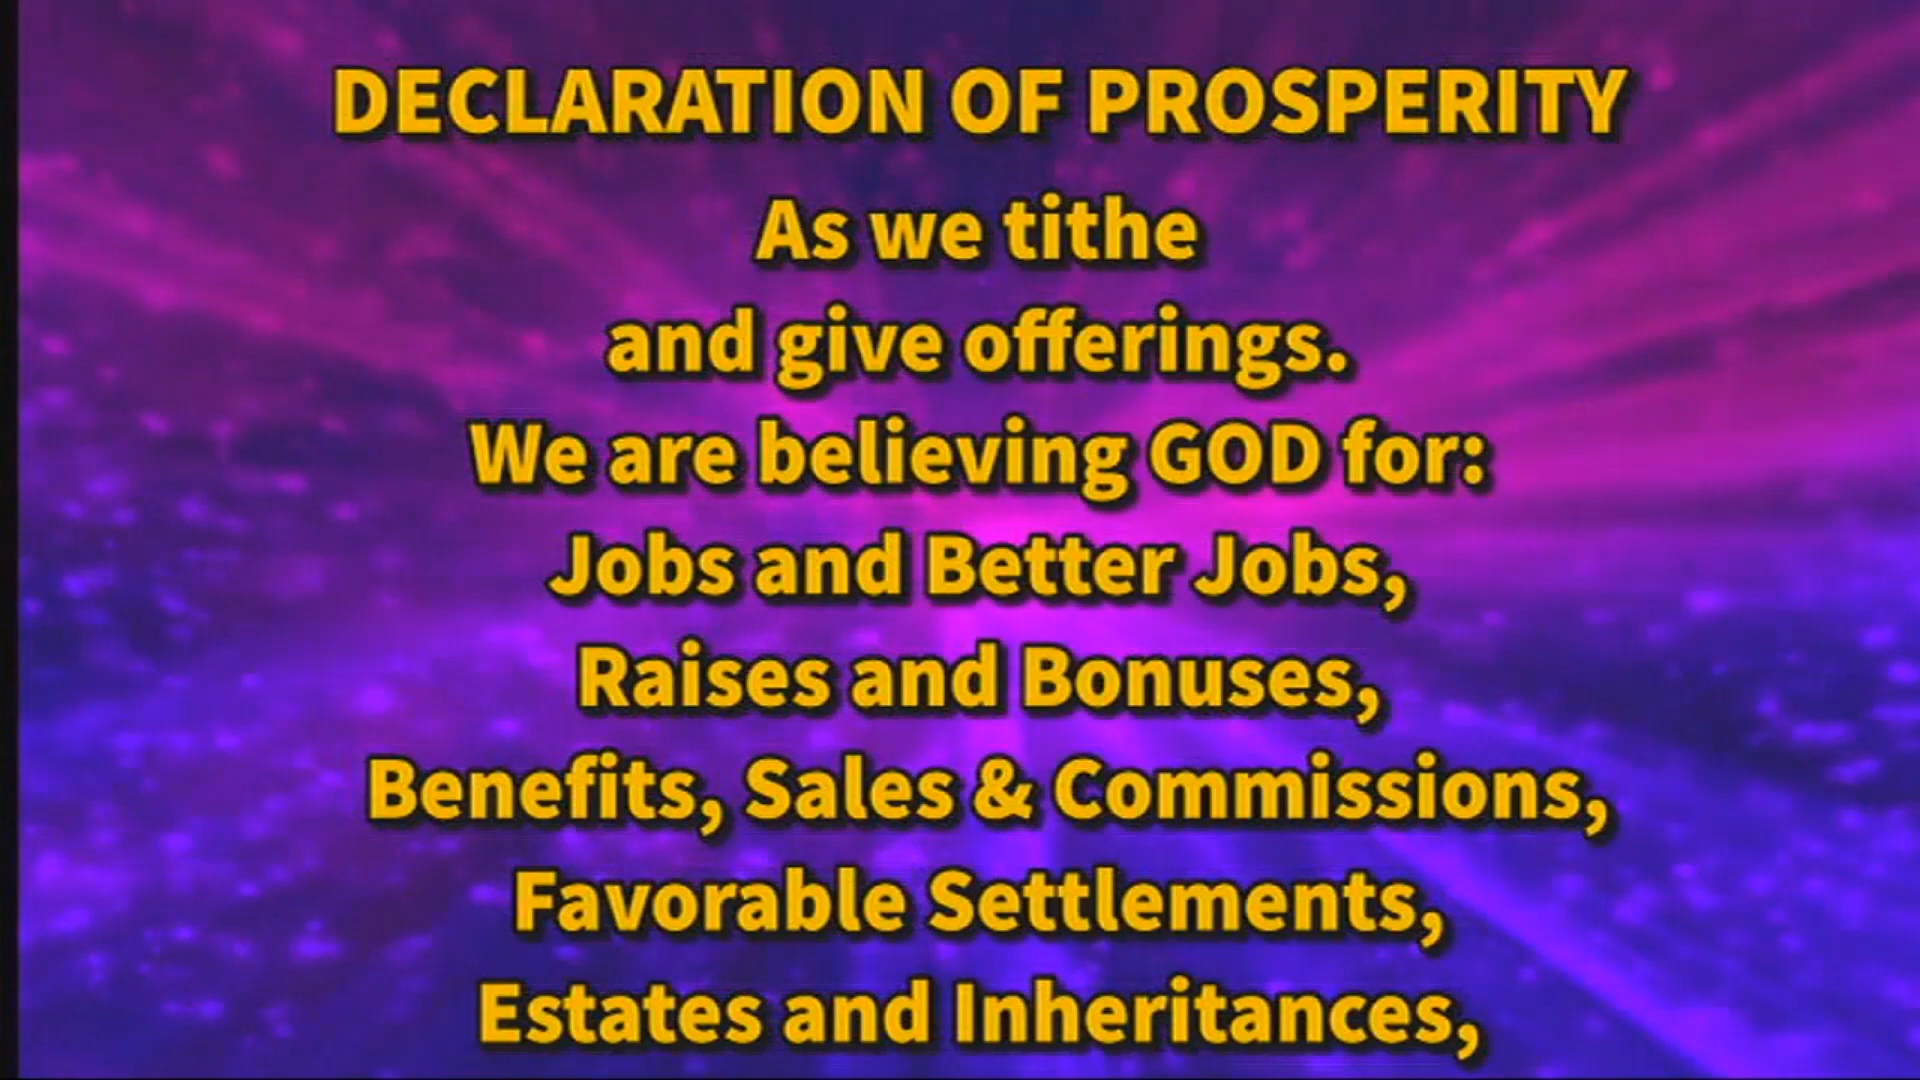 DECLARATION OF PROSPERITY
As we tithe
and give offerings.
We are believing GOD for:
Jobs and Better Jobs,
Raises and Bonuses,
Benefits, Sales & Commissions,
Favorable Settlements,
Estates and Inheritances,